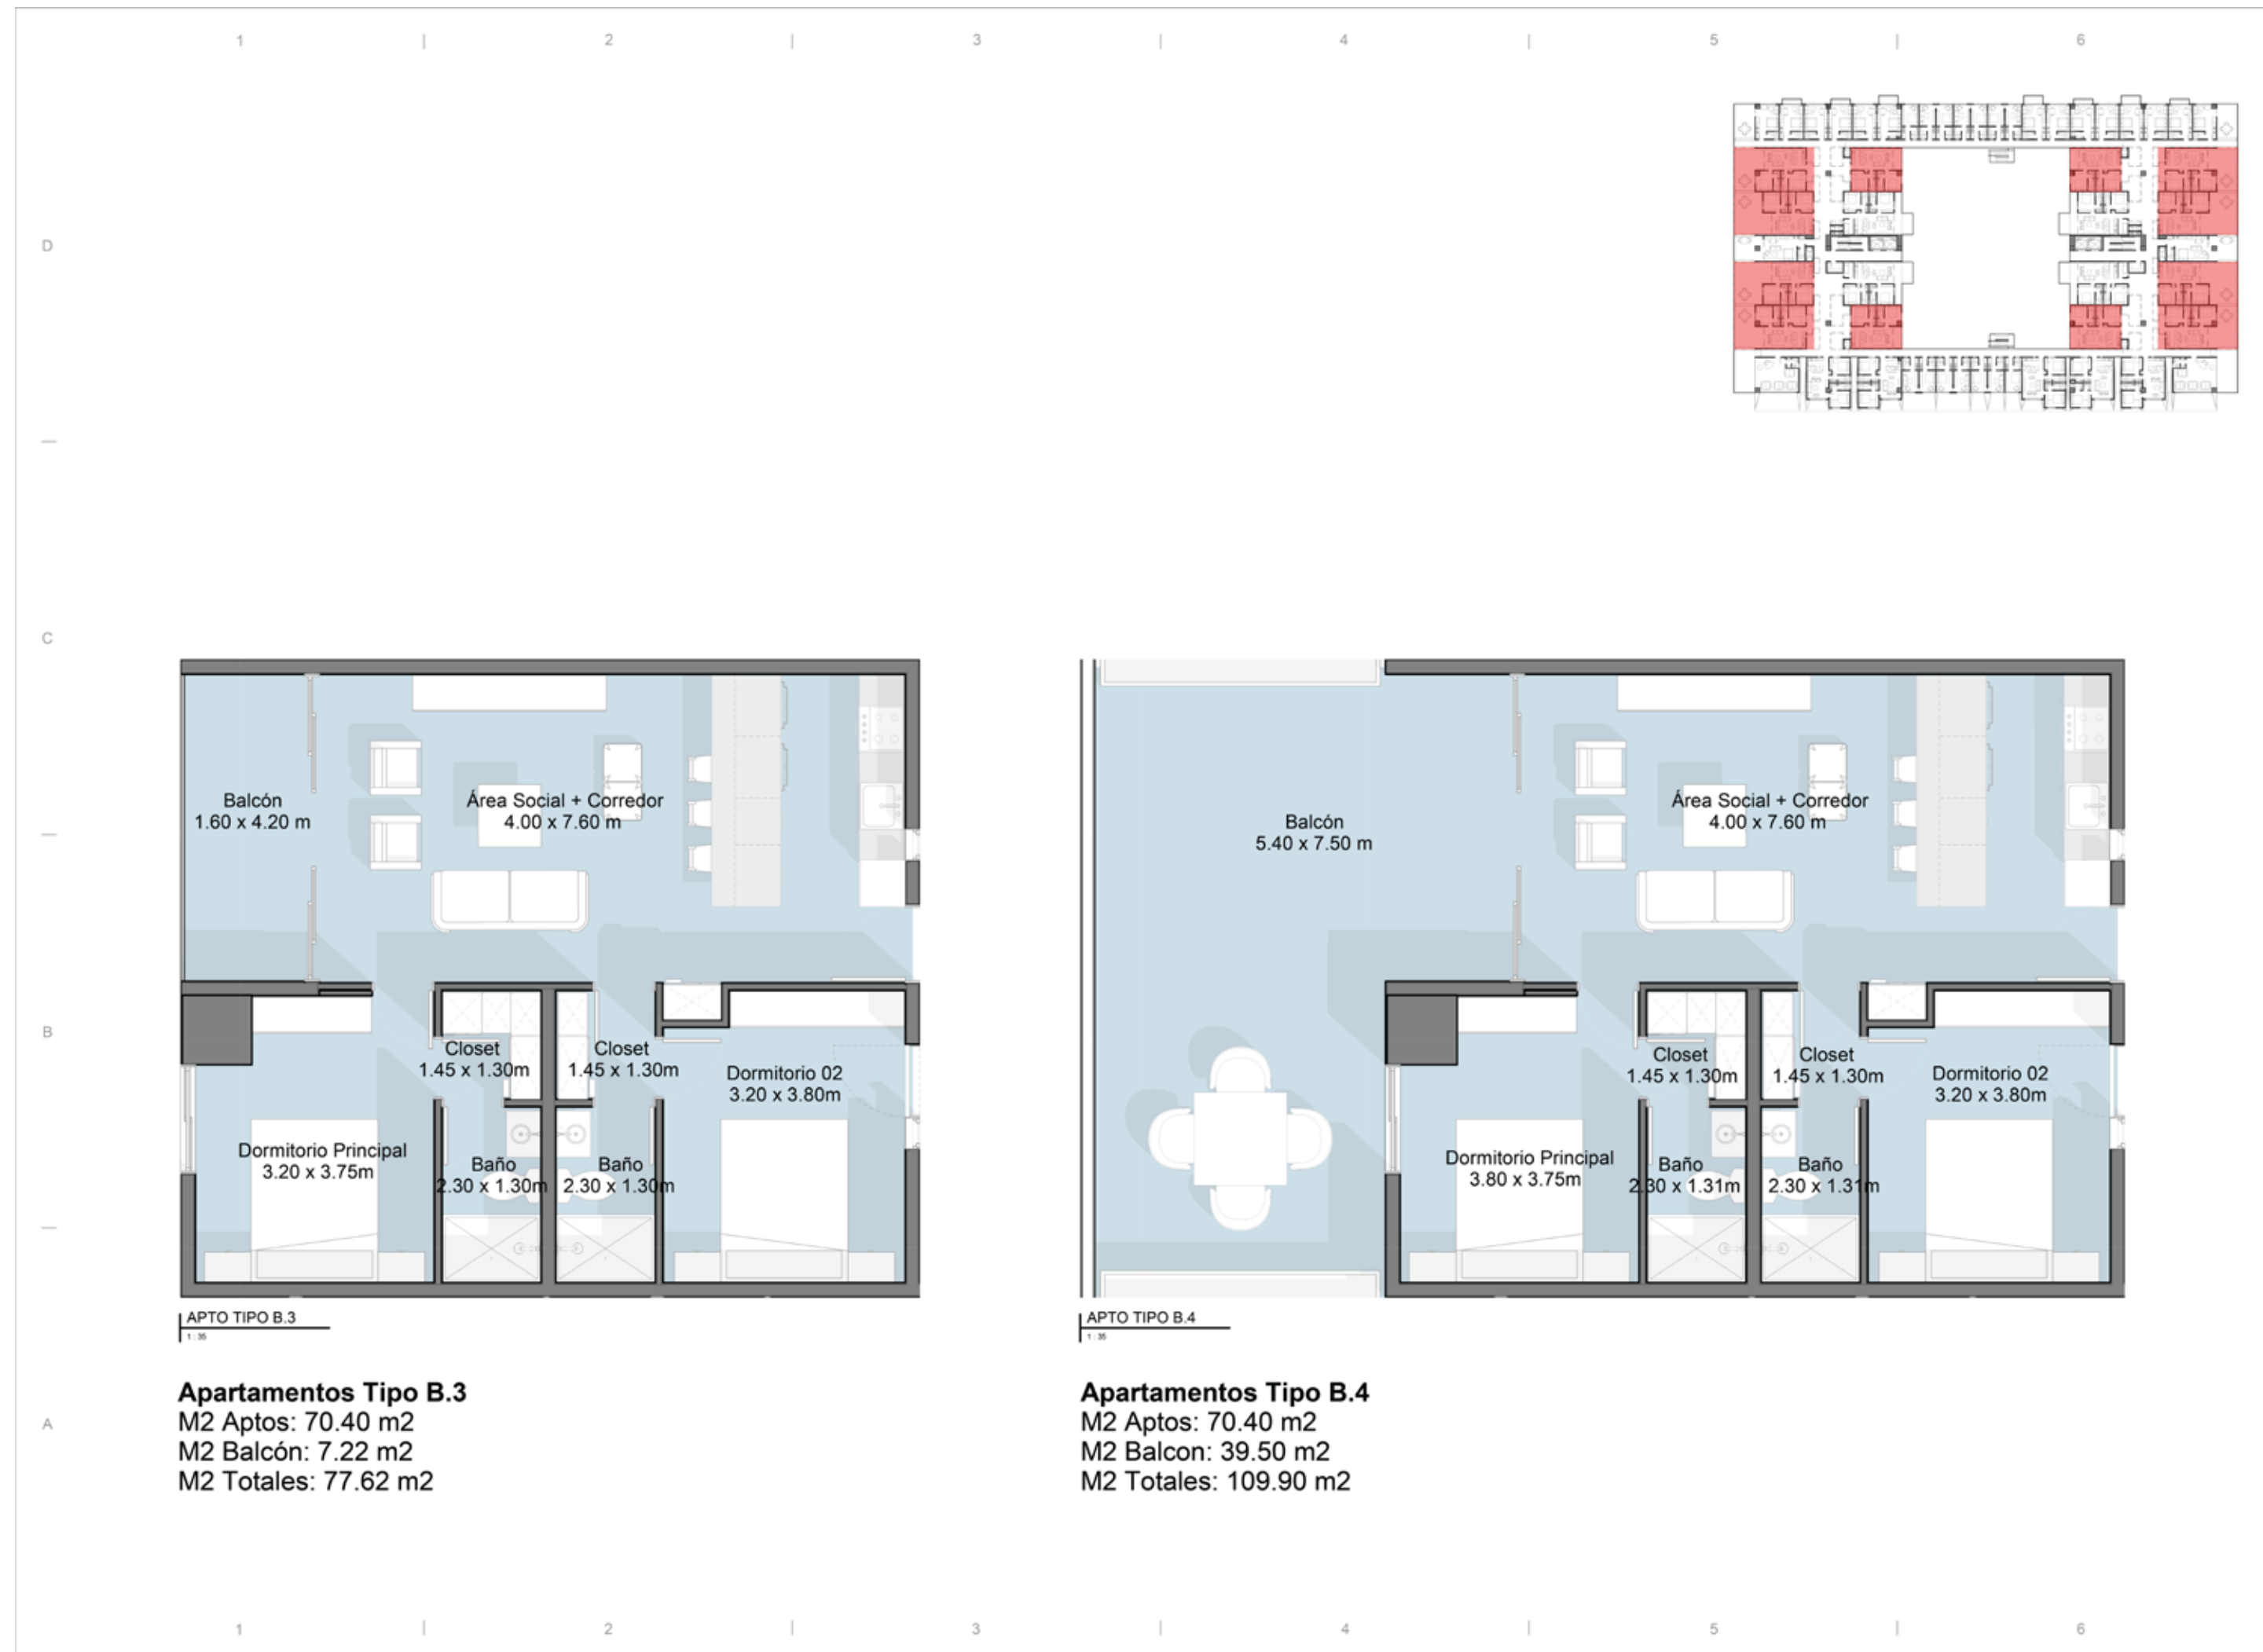 1 | 2 | 3 | 4 | 5 | 6
D
C
B
A
Balcón
1.60 x 4.20 m
Área Social + Corredor
4.00 x 7.60 m
Closet
1.45 x 1.30m
Closet
1.45 x 1.30m
Dormitorio 02
3.20 x 3.80m
Dormitorio Principal
3.20 x 3.75m
Baño
2.30 x 1.30m
Baño
2.30 x 1.30m
APTO TIPO B.3
1 : 35
Apartamentos Tipo B.3
M2 Aptos: 70.40 m2
M2 Balcón: 7.22 m2
M2 Totales: 77.62 m2
Balcón
5.40 x 7.50 m
Área Social + Corredor
4.00 x 7.60 m
Closet
1.45 x 1.30m
Closet
1.45 x 1.30m
Dormitorio 02
3.20 x 3.80m
Dormitorio Principal
3.80 x 3.75m
Baño
2.30 x 1.31m
Baño
2.30 x 1.31m
APTO TIPO B.4
1 : 35
Apartamentos Tipo B.4
M2 Aptos: 70.40 m2
M2 Balcon: 39.50 m2
M2 Totales: 109.90 m2
1 | 2 | 3 | 4 | 5 | 6